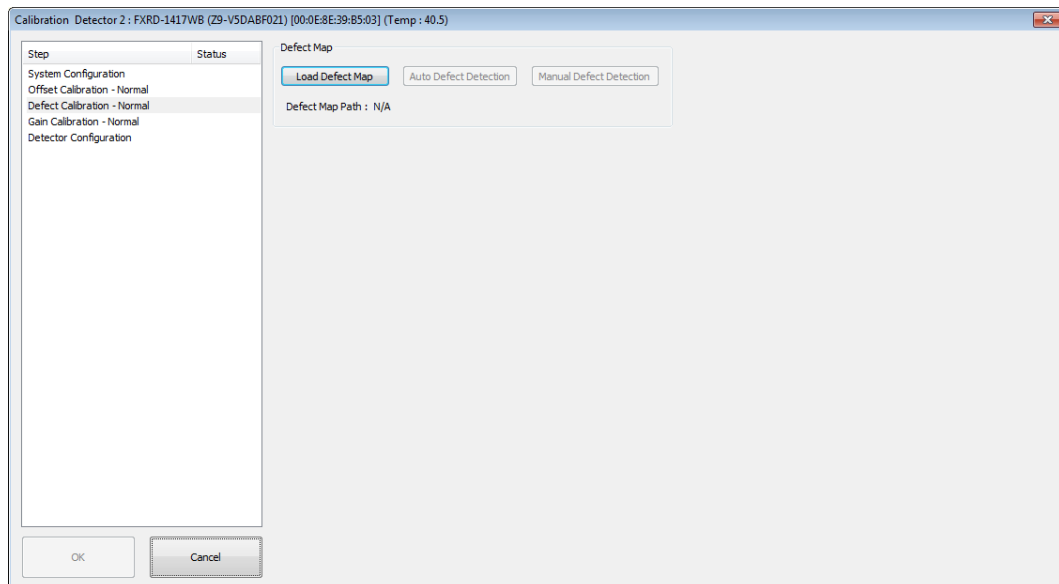 Calibration Detector 2 : FXRD-1417WB (Z9-V5DABF021) [00:0E:8E:39:B5:03] (Temp : 40.5)
Step Status
System Configuration
Offset Calibration - Normal
Defect Calibration - Normal
Gain Calibration - Normal
Detector Configuration
Defect Map
Load Defect Map Auto Defect Detection Manual Defect Detection
Defect Map Path : N/A
OK Cancel